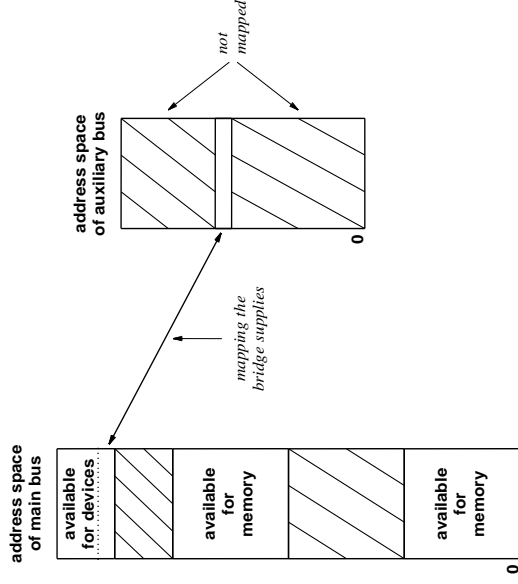 address space
of main bus
available
for devices
available
for
memory
available
for
memory
0
mapping the
bridge supplies
address space
of auxiliary bus
0
not
mapped